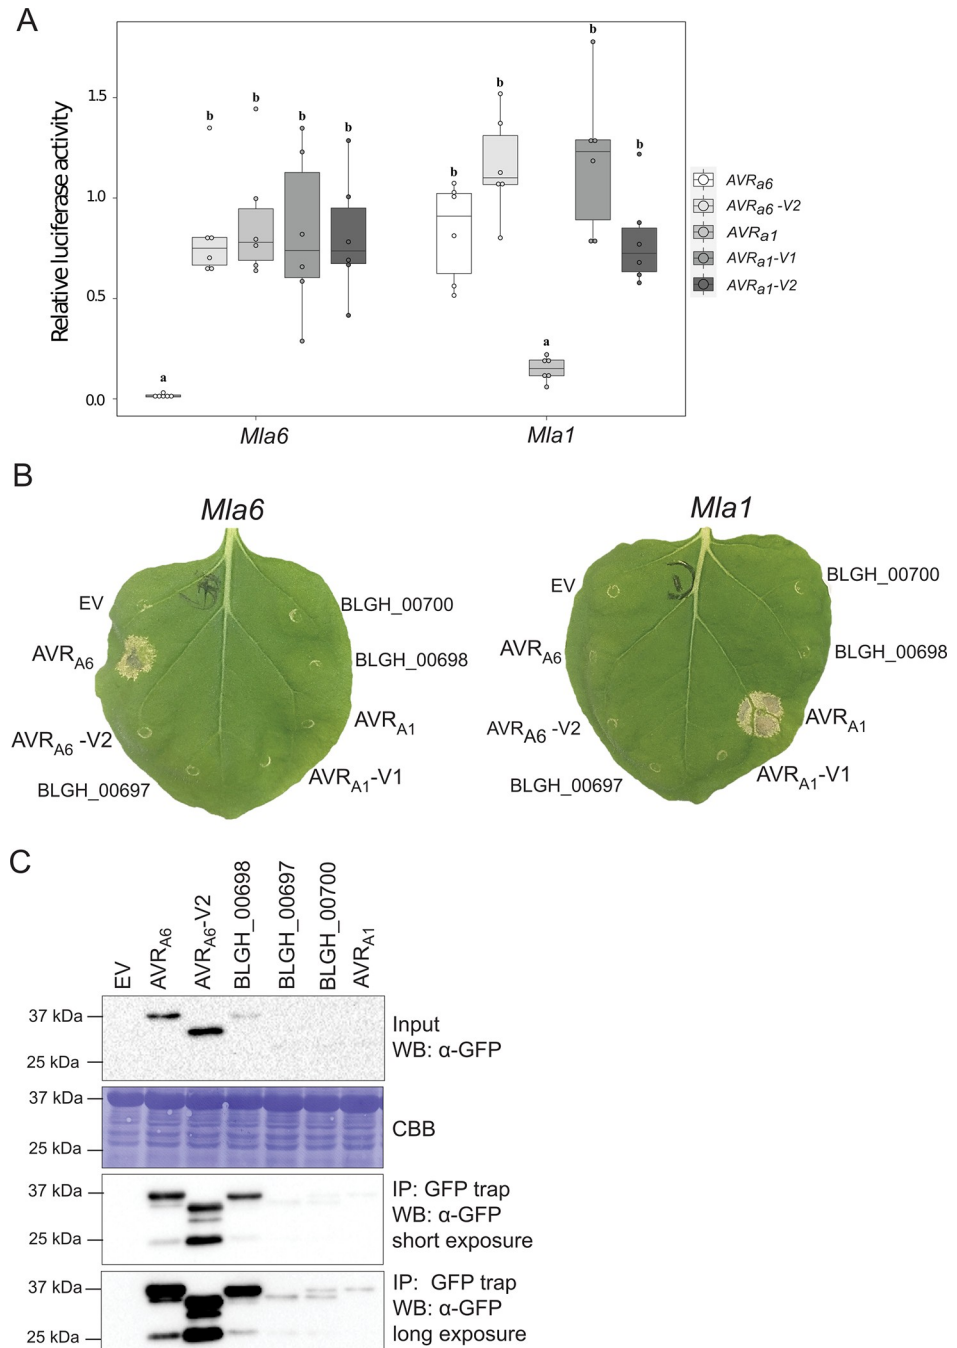 A
Relative luciferase activity
1.5
1.0
0.5
0.0
a
b
b
b
b
b
b
a
b
b
Mla6
Mla1
AVRa6
AVRa6-V2
AVRa1
AVRa1-V1
AVRa1-V2
B
Mla6
EV
AVRA6
AVRA6-V2
BLGH_00697
BLGH_00700
BLGH_00698
AVRA1
AVRA1-V1
Mla1
EV
AVRA6
AVRA6-V2
BLGH_00697
BLGH_00700
BLGH_00698
AVRA1
AVRA1-V1
C
EV
AVRA6
AVRA6-V2
BLGH_00698
BLGH_00697
BLGH_00700
AVRA1
37 kDa
25 kDa
Input
WB: α-GFP
37 kDa
25 kDa
CBB
37 kDa
25 kDa
IP: GFP trap
WB: α-GFP
short exposure
37 kDa
25 kDa
IP: GFP trap
WB: α-GFP
long exposure